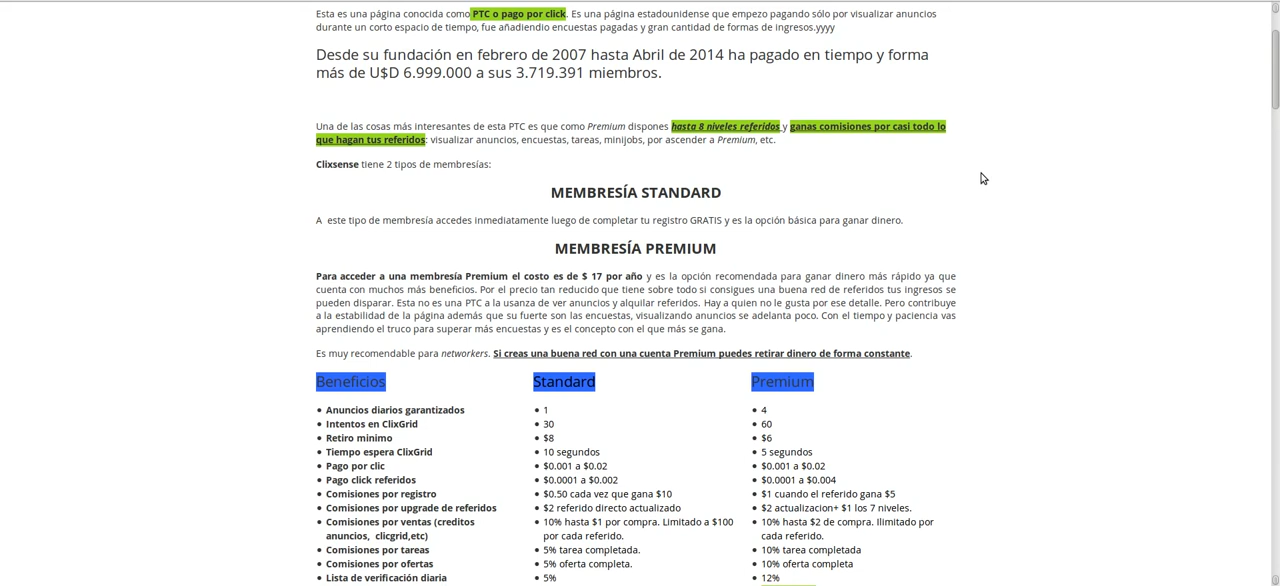 Esta es una página conocida como PTC o pago por click. Es una página estadounidense que empezo pagando sólo por visualizar anuncios
durante un corto espacio de tiempo, fue añadiendio encuestas pagadas y gran cantidad de formas de ingresos.yyyy
Desde su fundación en febrero de 2007 hasta Abril de 2014 ha pagado en tiempo y forma
más de U$D 6.999.000 a sus 3.719.391 miembros.
Una de las cosas más interesantes de esta PTC es que como Premium dispones hasta 8 niveles referidos y ganas comisiones por casi todo lo
que hagan tus referidos: visualizar anuncios, encuestas, tareas, minijobs, por ascender a Premium, etc.
Clixsense tiene 2 tipos de membresías:
MEMBRESÍA STANDARD
A este tipo de membresía accedes inmediatamente luego de completar tu registro GRATIS y es la opción básica para ganar dinero.
MEMBRESÍA PREMIUM
Para acceder a una membresía Premium el costo es de $ 17 por año y es la opción recomendada para ganar dinero más rápido ya que
cuenta con muchos más beneficios. Por el precio tan reducido que tiene sobre todo si consigues una buena red de referidos tus ingresos se
pueden disparar. Esta no es una PTC a la usanza de ver anuncios y alquilar referidos. Hay a quien no le gusta por ese detalle. Pero contribuye
a la estabilidad de la página además que su fuerte son las encuestas, visualizando anuncios se adelanta poco. Con el tiempo y paciencia vas
aprendiendo el truco para superar más encuestas y es el concepto con el que más se gana.
Es muy recomendable para networkers. Si creas una buena red con una cuenta Premium puedes retirar dinero de forma constante.
Beneficios Standard Premium
• Anuncios diarios garantizados • 1 • 4
• Intentos en ClixGrid • 30 • 60
• Retiro minimo • $8 • $6
• Tiempo espera ClixGrid • 10 segundos • 5 segundos
• Pago por clic • $0.001 a $0.02 • $0.001 a $0.02
• Pago click referidos • $0.0001 a $0.002 • $0.0001 a $0.004
• Comisiones por registro • $0.50 cada vez que gana $10 • $1 cuando el referido gana $5
• Comisiones por upgrade de referidos • $2 referido directo actualizado • $2 actualizacion+ $1 los 7 niveles.
• Comisiones por ventas (creditos • 10% hasta $1 por compra. Limitado a $100 • 10% hasta $2 de compra. Ilimitado por
anuncios, clicgrid,etc) por cada referido. cada referido.
• Comisiones por tareas • 5% tarea completada. • 10% tarea completada
• Comisiones por ofertas • 5% oferta completa. • 10% oferta completa
• Lista de verificación diaria • 5% • 12%